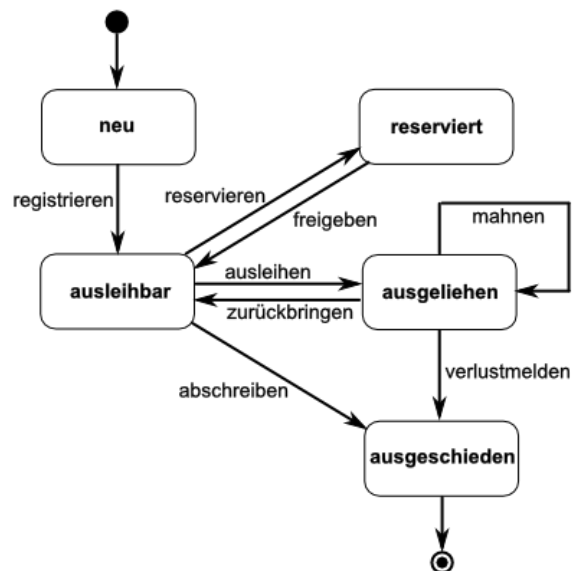 neu
reserviert
registrieren
reservieren
freigeben
mahnen
ausleihbar
ausleihen
zurückbringen
ausgeliehen
abschreiben
verlustmelden
ausgeschieden